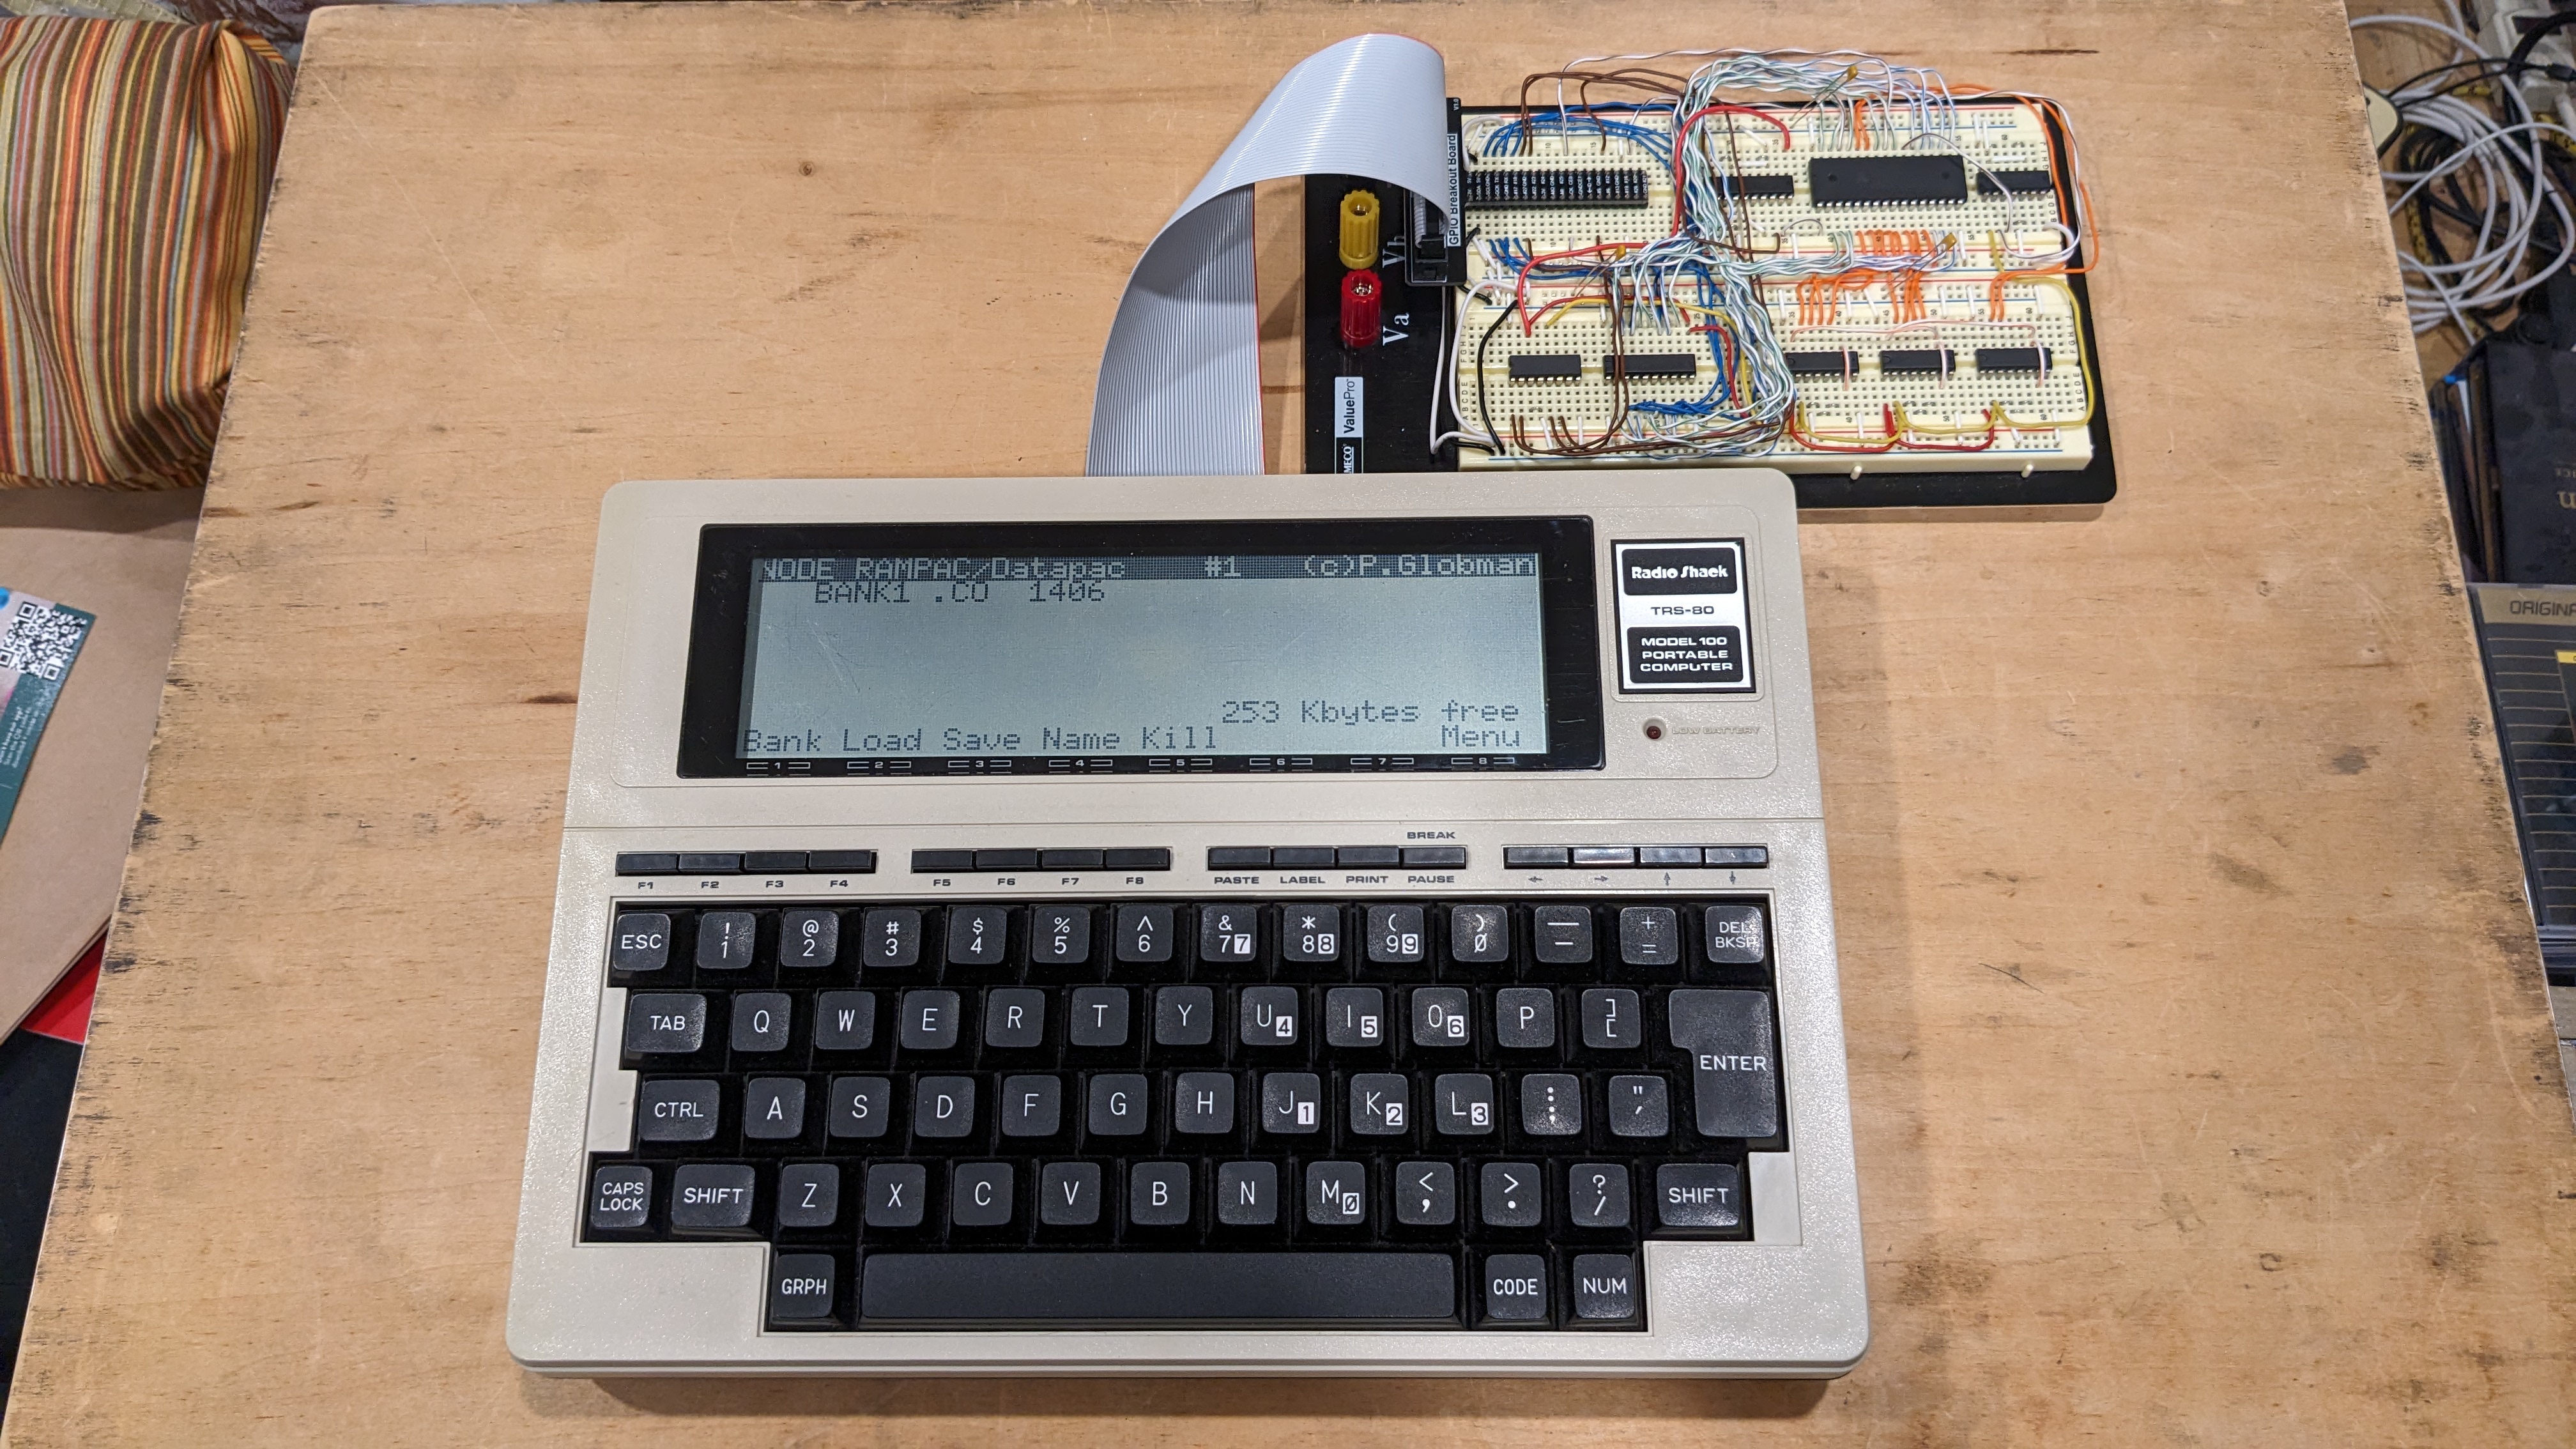 GPIO Breakout Board
V1.0
Vb
Va
ValuePro
NODE RAMPAC/Datapac #1 (c)P.Globman
BANK1 .CO 1406
253 Kbytes free
Bank Load Save Name Kill Menu
1 2 3 4 5 6 7 8
Radio Shack
TRS-80
MODEL 100
PORTABLE
COMPUTER
LOW BATTERY
BREAK
F1 F2 F3 F4 F5 F6 F7 F8 PASTE LABEL PRINT PAUSE ← → ↑ ↓
ESC ! 1 @ 2 # 3 $ 4 % 5 ^ 6 & 7 7 * 8 8 ( 9 9 ) Ø — – + = DEL BKSP
TAB Q W E R T Y U 4 I 5 O 6 P ] [ ENTER
CTRL A S D F G H J 1 K 2 L 3 : ; " '
CAPS LOCK SHIFT Z X C V B N M Ø < , > . ? / SHIFT
GRPH CODE NUM